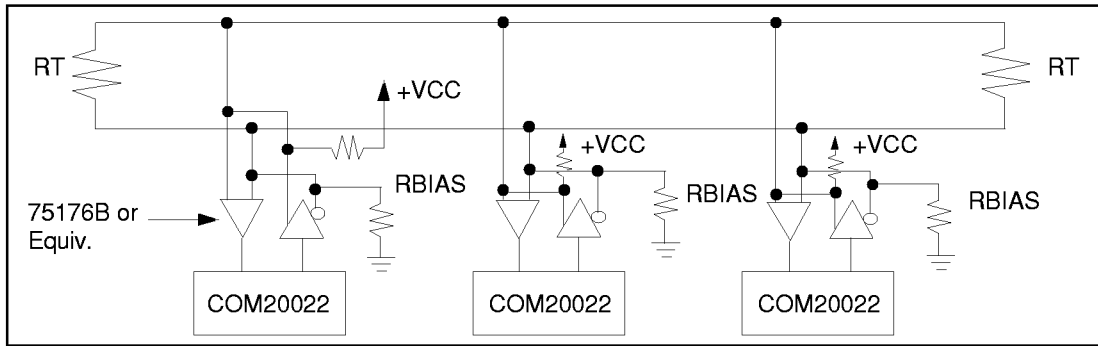 RT
RT
+VCC
+VCC
+VCC
RBIAS
RBIAS
RBIAS
75176B or
Equiv.
COM20022
COM20022
COM20022